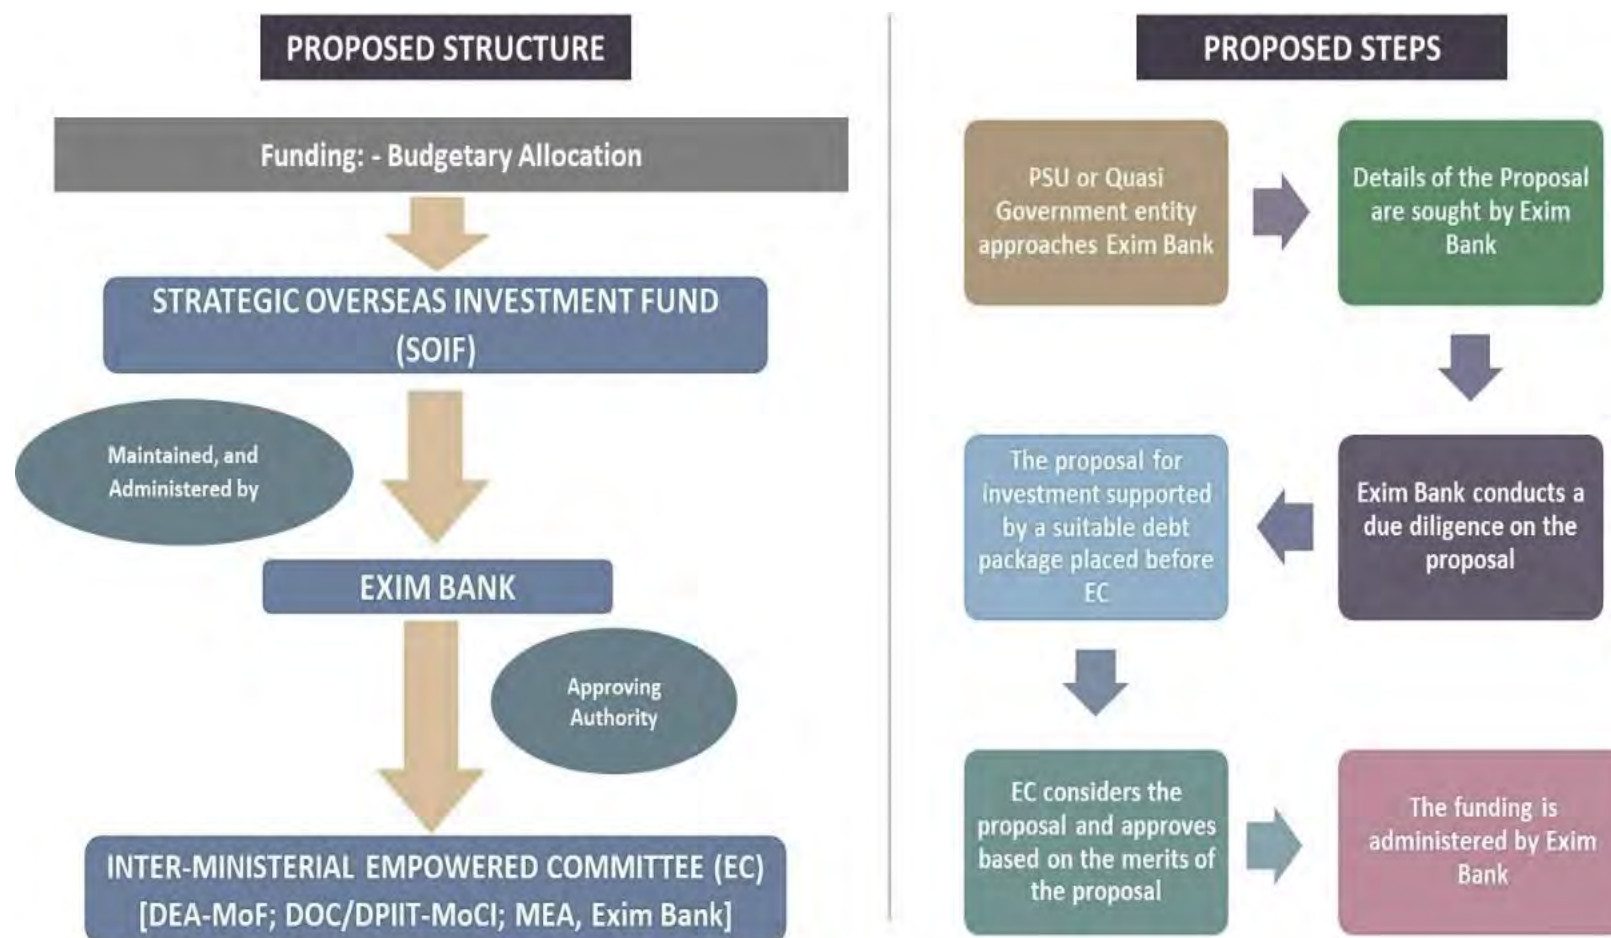 PROPOSED STRUCTURE
Funding: - Budgetary Allocation
STRATEGIC OVERSEAS INVESTMENT FUND
(SOIF)
Maintained, and
Administered by
EXIM BANK
Approving
Authority
INTER-MINISTERIAL EMPOWERED COMMITTEE (EC)
[DEA-MoF; DOC/DPIIT-MoCI; MEA, Exim Bank]
PROPOSED STEPS
PSU or Quasi
Government entity
approaches Exim Bank
Details of the Proposal
are sought by Exim
Bank
Exim Bank conducts a
due diligence on the
proposal
The proposal for
investment supported
by a suitable debt
package placed before
EC
EC considers the
proposal and approves
based on the merits of
the proposal
The funding is
administered by Exim
Bank